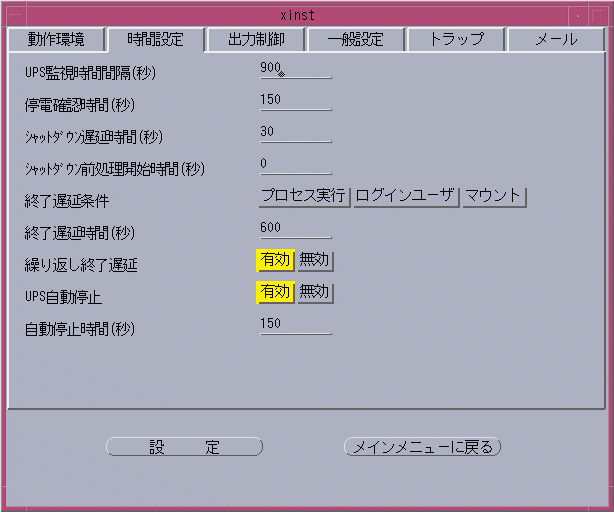 xinst
動作環境 時間設定 出力制御 一般設定 トラップ メール
UPS監視時間間隔(秒) 900
停電確認時間(秒) 150
ｼｬｯﾄﾀﾞｳﾝ遅延時間(秒) 30
ｼｬｯﾄﾀﾞｳﾝ前処理開始時間(秒) 0
終了遅延条件 プロセス実行 ログインユーザ マウント
終了遅延時間(秒) 600
繰り返し終了遅延 有効 無効
UPS自動停止 有効 無効
自動停止時間(秒) 150
設 定 メインメニューに戻る